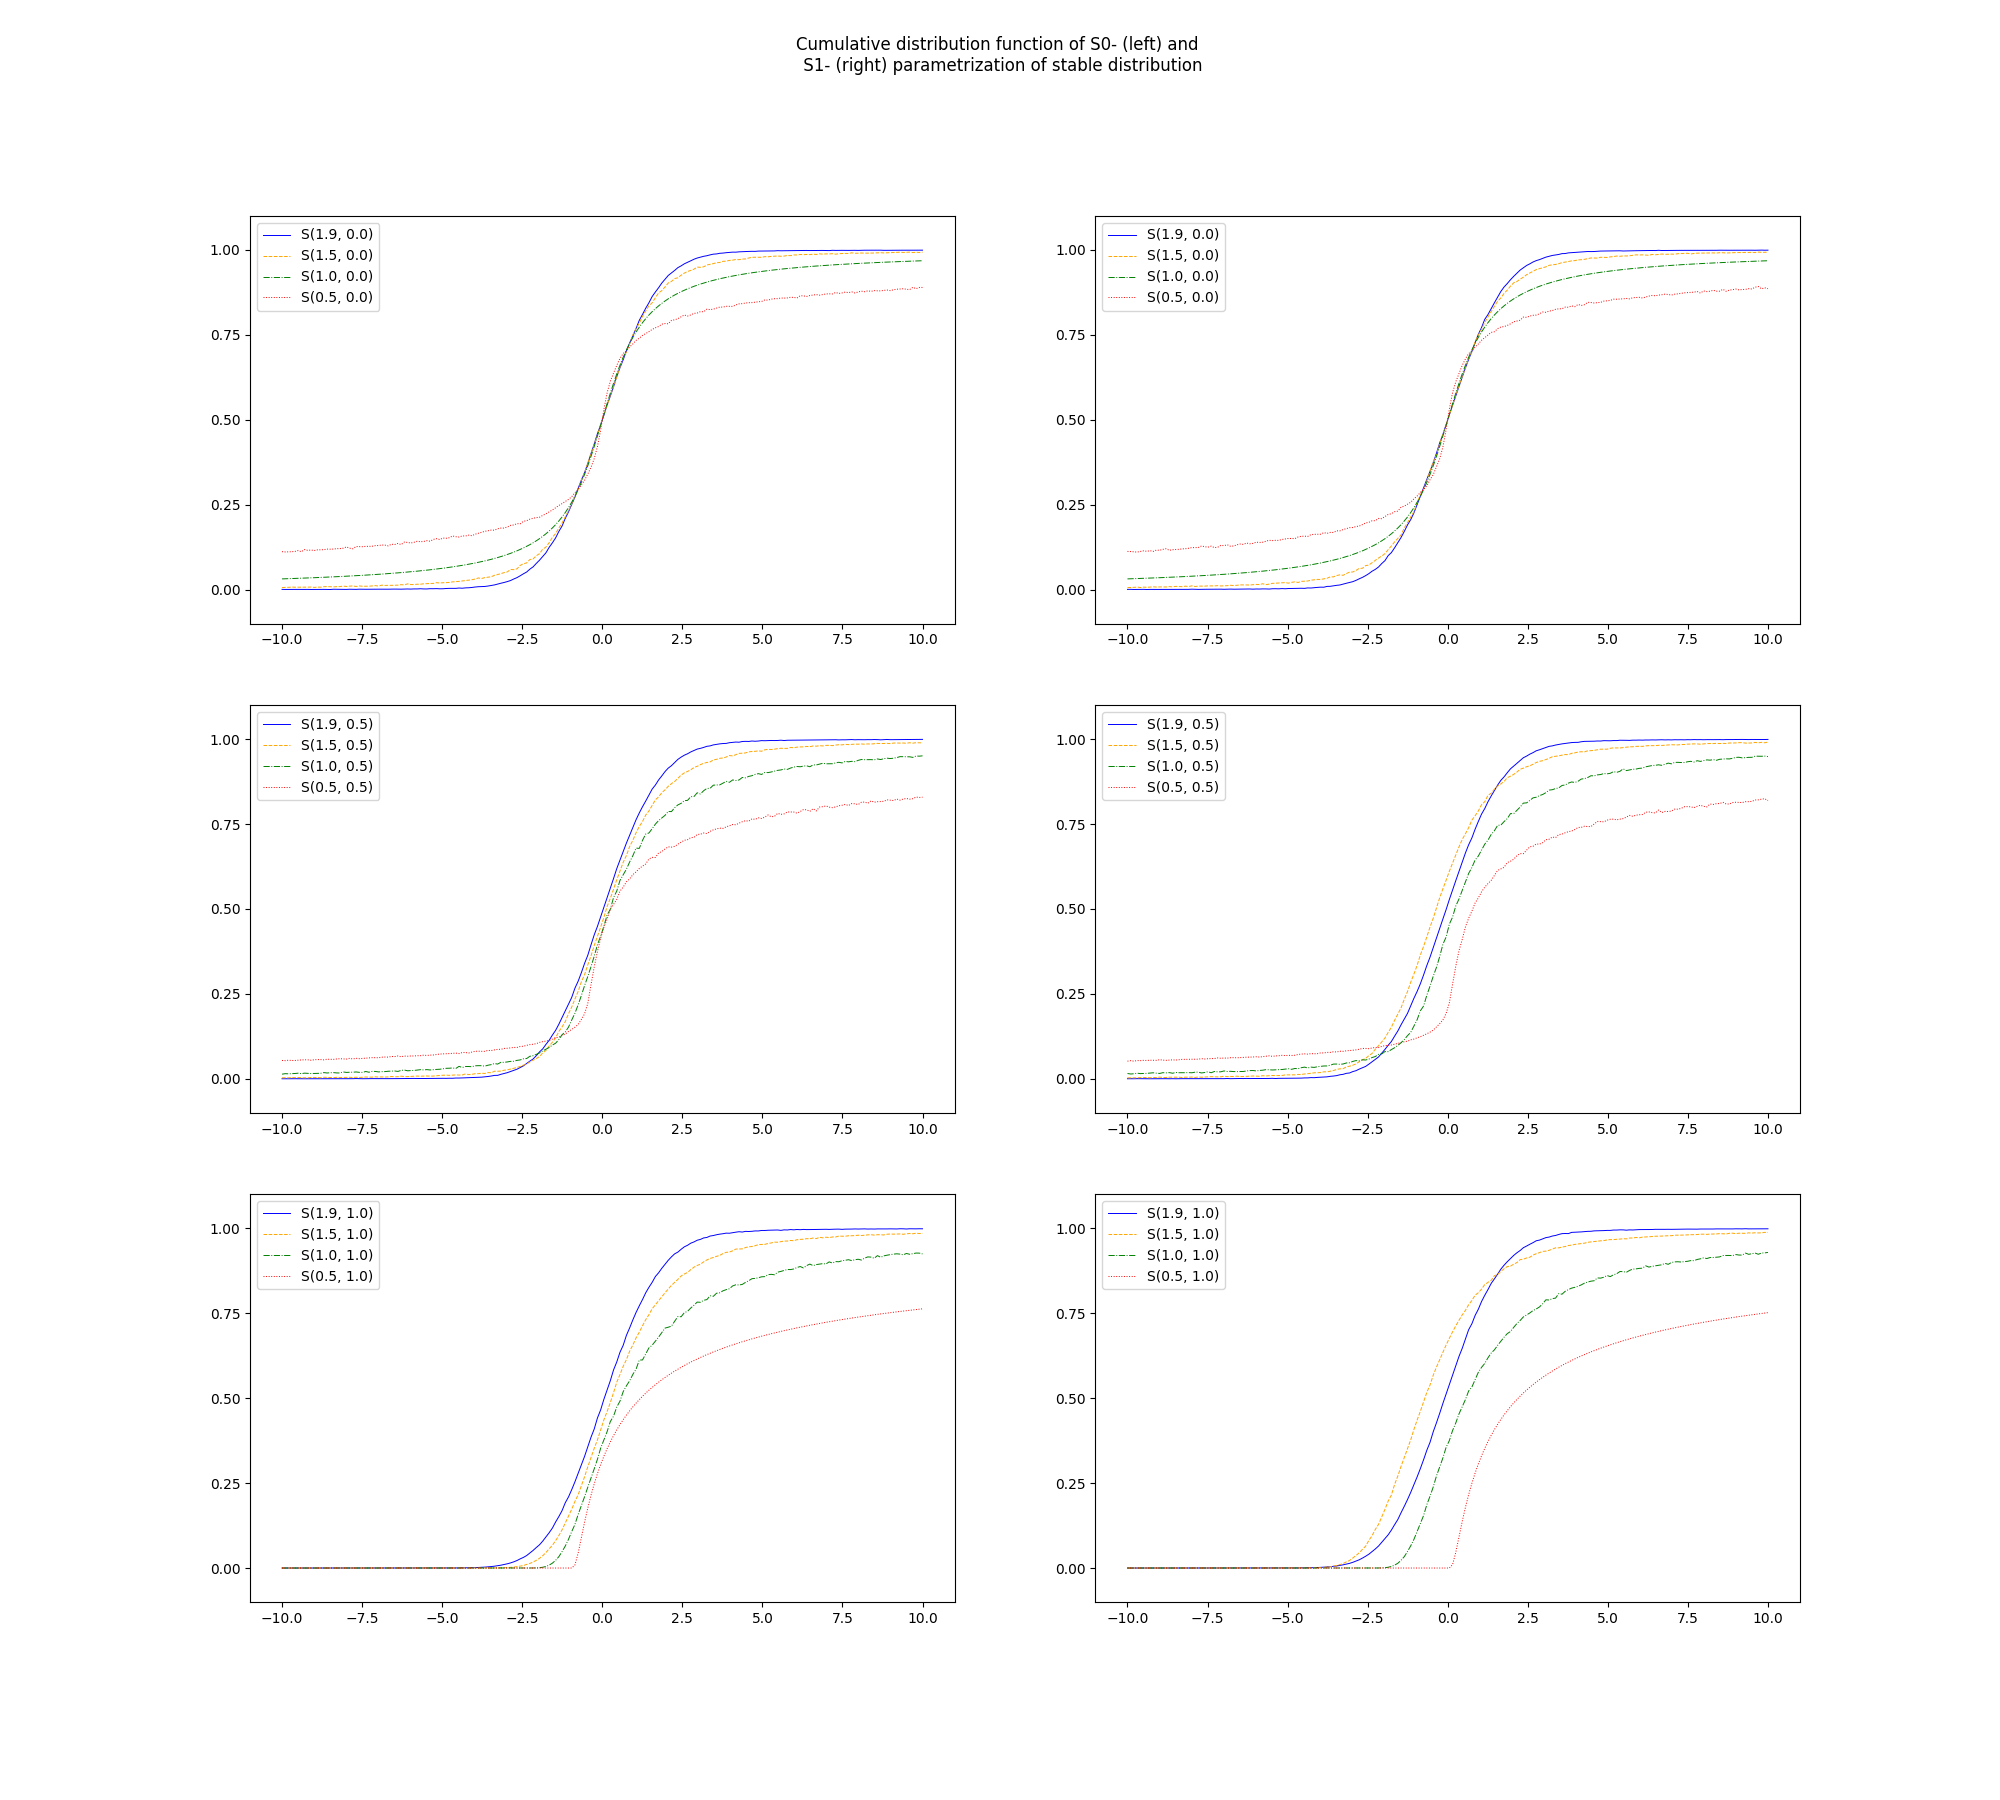 Cumulative distribution function of S0- (left) and
S1- (right) parametrization of stable distribution
S(1.9, 0.0)
S(1.5, 0.0)
S(1.0, 0.0)
S(0.5, 0.0)
1.00
0.75
0.50
0.25
0.00
−10.0 −7.5 −5.0 −2.5 0.0 2.5 5.0 7.5 10.0
S(1.9, 0.0)
S(1.5, 0.0)
S(1.0, 0.0)
S(0.5, 0.0)
1.00
0.75
0.50
0.25
0.00
−10.0 −7.5 −5.0 −2.5 0.0 2.5 5.0 7.5 10.0
S(1.9, 0.5)
S(1.5, 0.5)
S(1.0, 0.5)
S(0.5, 0.5)
1.00
0.75
0.50
0.25
0.00
−10.0 −7.5 −5.0 −2.5 0.0 2.5 5.0 7.5 10.0
S(1.9, 0.5)
S(1.5, 0.5)
S(1.0, 0.5)
S(0.5, 0.5)
1.00
0.75
0.50
0.25
0.00
−10.0 −7.5 −5.0 −2.5 0.0 2.5 5.0 7.5 10.0
S(1.9, 1.0)
S(1.5, 1.0)
S(1.0, 1.0)
S(0.5, 1.0)
1.00
0.75
0.50
0.25
0.00
−10.0 −7.5 −5.0 −2.5 0.0 2.5 5.0 7.5 10.0
S(1.9, 1.0)
S(1.5, 1.0)
S(1.0, 1.0)
S(0.5, 1.0)
1.00
0.75
0.50
0.25
0.00
−10.0 −7.5 −5.0 −2.5 0.0 2.5 5.0 7.5 10.0